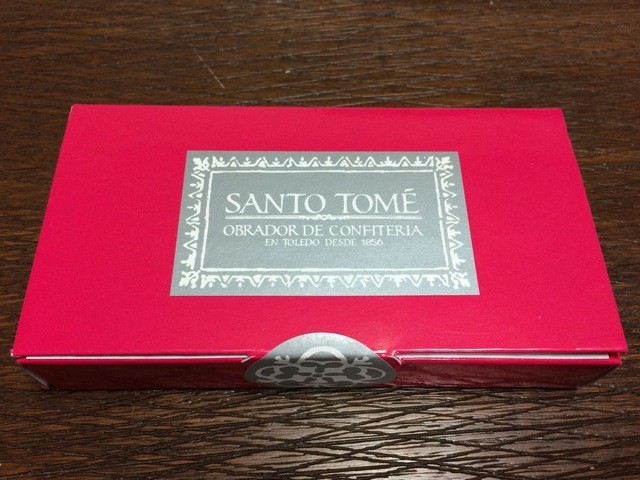 SANTO TOMÉ
OBRADOR DE CONFITERIA
EN TOLEDO DESDE 1856